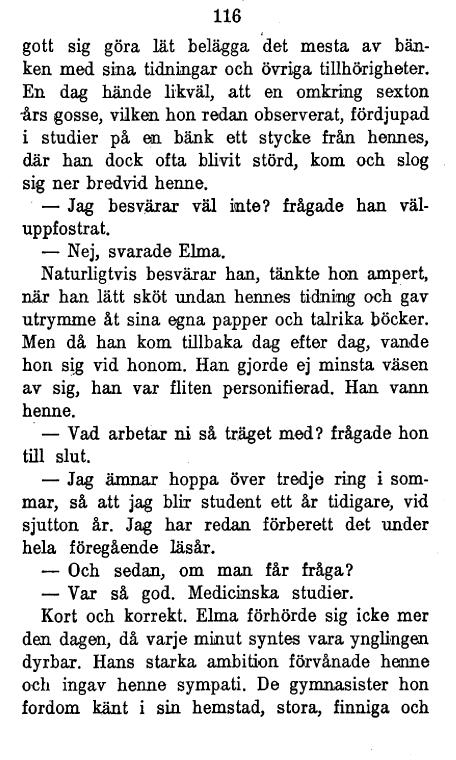 116
gott sig göra lät belägga det mesta av bän-
ken med sina tidningar och övriga tillhörigheter.
En dag hände likväl, att en omkring sexton
års gosse, vilken hon redan observerat, fördjupad
i studier på en bänk ett stycke från hennes,
där han dock ofta blivit störd, kom och slog
sig ner bredvid henne.
— Jag besvärar väl inte? frågade han väl-
uppfostrat.
— Nej, svarade Elma.
Naturligtvis besvärar han, tänkte hon ampert,
när han lätt sköt undan hennes tidning och gav
utrymme åt sina egna papper och talrika böcker.
Men då han kom tillbaka dag efter dag, vande
hon sig vid honom. Han gjorde ej minsta väsen
av sig, han var fliten personifierad. Han vann
henne.
— Vad arbetar ni så träget med? frågade hon
till slut.
— Jag ämnar hoppa över tredje ring i som-
mar, så att jag blir student ett år tidigare, vid
sjutton år. Jag har redan förberett det under
hela föregående läsår.
— Och sedan, om man får fråga?
— Var så god. Medicinska studier.
Kort och korrekt. Elma förhörde sig icke mer
den dagen, då varje minut syntes vara ynglingen
dyrbar. Hans starka ambition förvånade henne
och ingav henne sympati. De gymnasister hon
fordom känt i sin hemstad, stora, finniga och